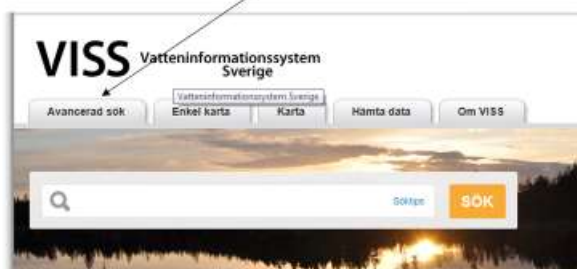 VISS Vatteninformationssystem
Sverige
Vatteninformationssystem Sverige
Avancerad sök Enkel karta Karta Hämta data Om VISS
Söktips SÖK